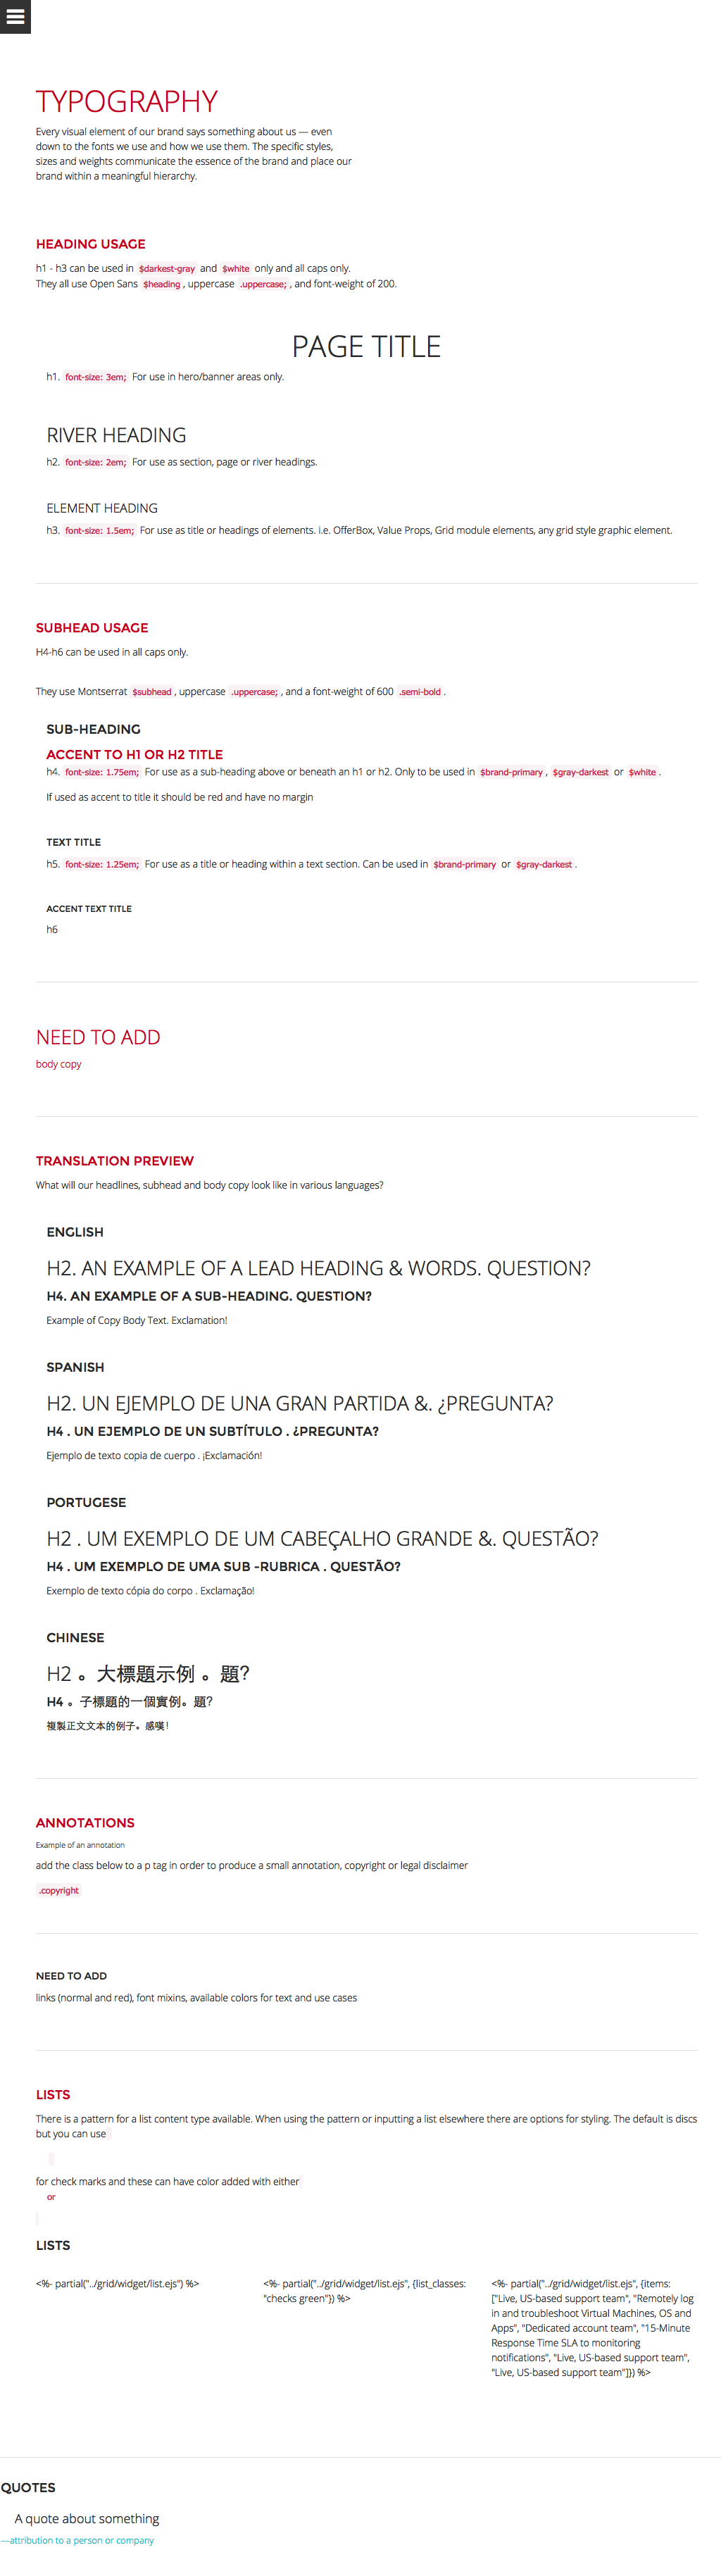 TYPOGRAPHY
Every visual element of our brand says something about us — even
down to the fonts we use and how we use them. The specific styles,
sizes and weights communicate the essence of the brand and place our
brand within a meaningful hierarchy.
HEADING USAGE
h1 - h3 can be used in $darkest-gray and $white only and all caps only.
They all use Open Sans $heading , uppercase .uppercase; , and font-weight of 200.
PAGE TITLE
h1. font-size: 3em; For use in hero/banner areas only.
RIVER HEADING
h2. font-size: 2em; For use as section, page or river headings.
ELEMENT HEADING
h3. font-size: 1.5em; For use as title or headings of elements. i.e. OfferBox, Value Props, Grid module elements, any grid style graphic element.
SUBHEAD USAGE
H4-h6 can be used in all caps only.
They use Montserrat $subhead , uppercase .uppercase; , and a font-weight of 600 .semi-bold .
SUB-HEADING
ACCENT TO H1 OR H2 TITLE
h4. font-size: 1.75em; For use as a sub-heading above or beneath an h1 or h2. Only to be used in $brand-primary , $gray-darkest or $white .
If used as accent to title it should be red and have no margin
TEXT TITLE
h5. font-size: 1.25em; For use as a title or heading within a text section. Can be used in $brand-primary or $gray-darkest .
ACCENT TEXT TITLE
h6
NEED TO ADD
body copy
TRANSLATION PREVIEW
What will our headlines, subhead and body copy look like in various languages?
ENGLISH
H2. AN EXAMPLE OF A LEAD HEADING & WORDS. QUESTION?
H4. AN EXAMPLE OF A SUB-HEADING. QUESTION?
Example of Copy Body Text. Exclamation!
SPANISH
H2. UN EJEMPLO DE UNA GRAN PARTIDA &. ¿PREGUNTA?
H4 . UN EJEMPLO DE UN SUBTÍTULO . ¿PREGUNTA?
Ejemplo de texto copia de cuerpo . ¡Exclamación!
PORTUGESE
H2 . UM EXEMPLO DE UM CABEÇALHO GRANDE &. QUESTÃO?
H4 . UM EXEMPLO DE UMA SUB -RUBRICA . QUESTÃO?
Exemplo de texto cópia do corpo . Exclamação!
CHINESE
H2 。大標題示例 。題?
H4 。子標題的一個實例。題?
複製正文文本的例子。感嘆!
ANNOTATIONS
Example of an annotation
add the class below to a p tag in order to produce a small annotation, copyright or legal disclaimer
.copyright
NEED TO ADD
links (normal and red), font mixins, available colors for text and use cases
LISTS
There is a pattern for a list content type available. When using the pattern or inputting a list elsewhere there are options for styling. The default is discs
but you can use
for check marks and these can have color added with either
or
LISTS
<%- partial("../grid/widget/list.ejs") %>
<%- partial("../grid/widget/list.ejs", {list_classes:
"checks green"}) %>
<%- partial("../grid/widget/list.ejs", {items:
["Live, US-based support team", "Remotely log
in and troubleshoot Virtual Machines, OS and
Apps", "Dedicated account team", "15-Minute
Response Time SLA to monitoring
notifications", "Live, US-based support team",
"Live, US-based support team"]}) %>
QUOTES
A quote about something
—attribution to a person or company